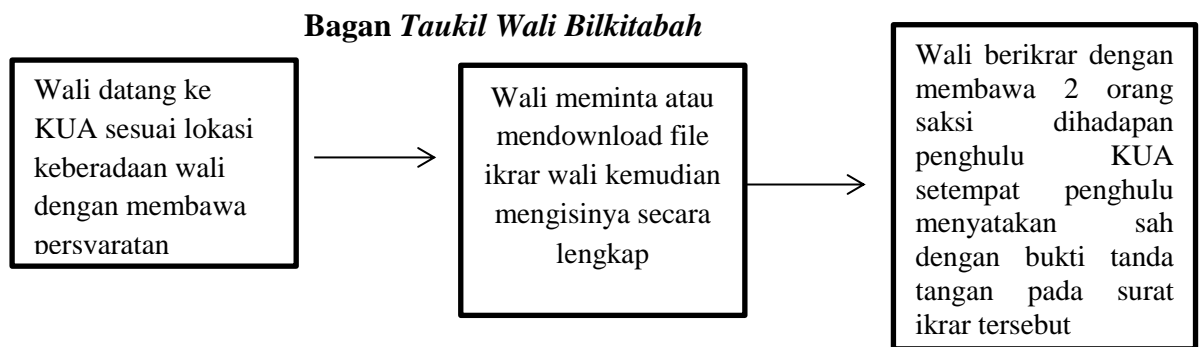 Bagan Taukil Wali Bilkitabah
Wali datang ke
KUA sesuai lokasi
keberadaan wali
dengan membawa
persyaratan
Wali meminta atau
mendownload file
ikrar wali kemudian
mengisinya secara
lengkap
Wali berikrar dengan
membawa 2 orang
saksi dihadapan
penghulu KUA
setempat penghulu
menyatakan sah
dengan bukti tanda
tangan pada surat
ikrar tersebut